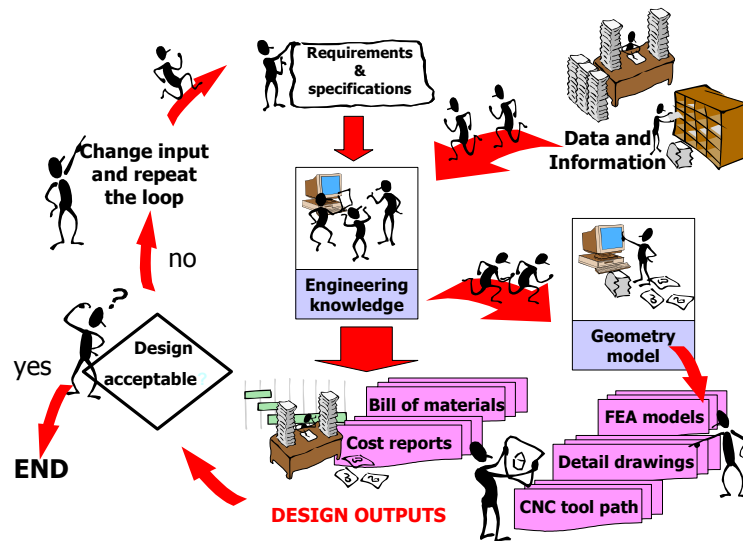 Requirements
&
specifications
Data and
Information
Change input
and repeat
the loop
no
Engineering
knowledge
Geometry
model
?
yes
Design
acceptable?
END
Bill of materials
Cost reports
FEA models
Detail drawings
CNC tool path
DESIGN OUTPUTS